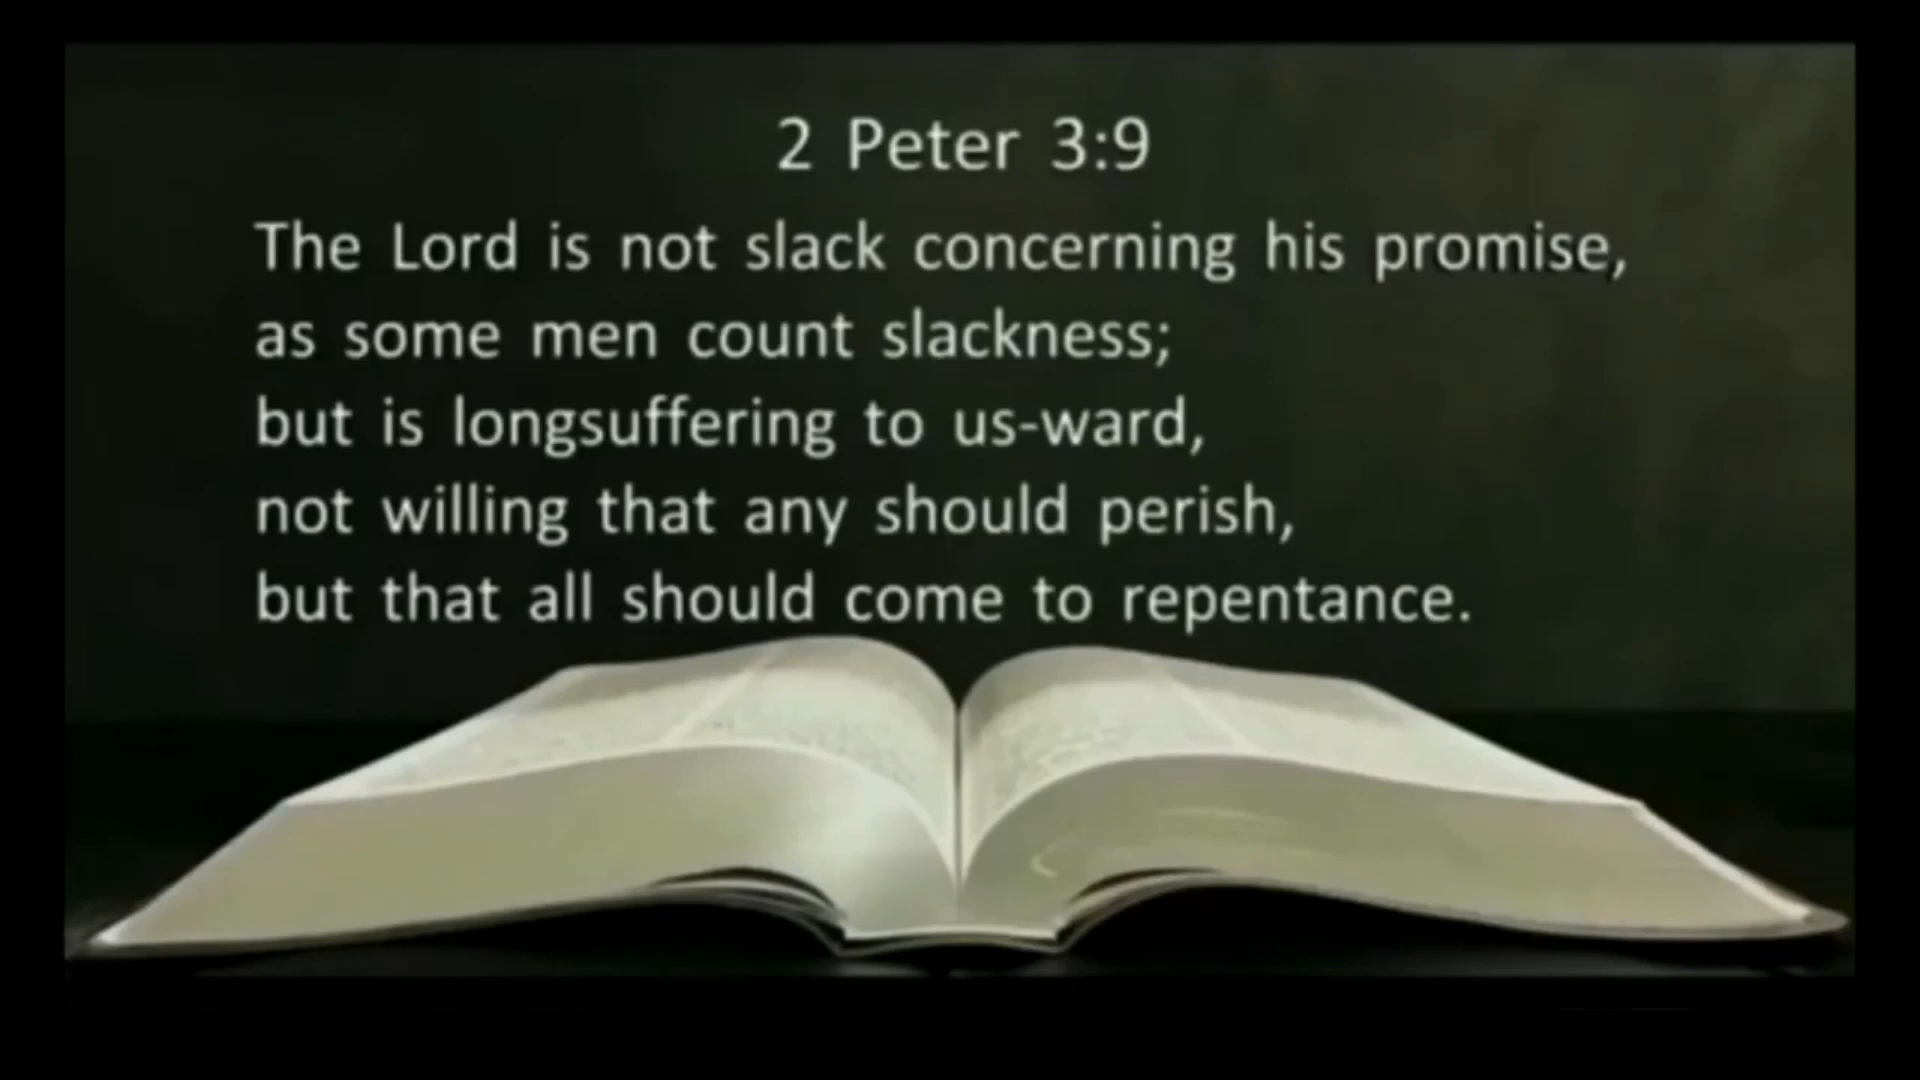 2 Peter 3:9
The Lord is not slack concerning his promise,
as some men count slackness;
but is longsuffering to us-ward,
not willing that any should perish,
but that all should come to repentance.